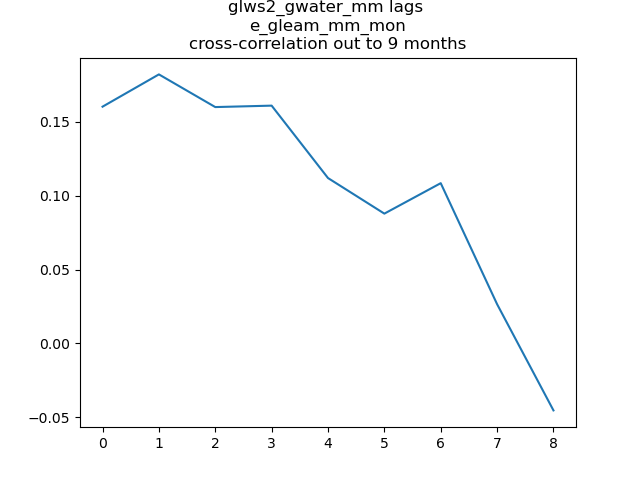 glws2_gwater_mm lags
e_gleam_mm_mon
cross-correlation out to 9 months
0.15
0.10
0.05
0.00
−0.05
0 1 2 3 4 5 6 7 8